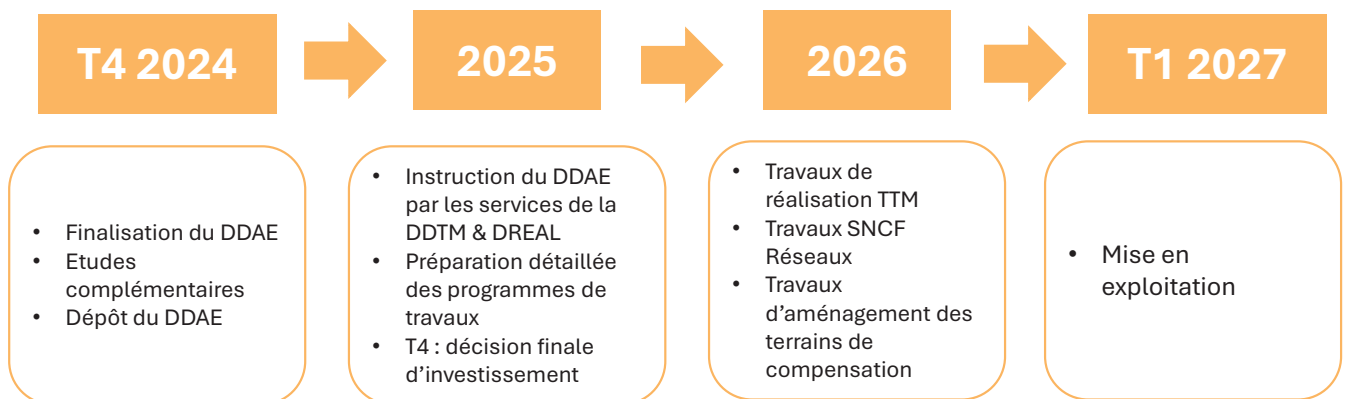 T4 2024
2025
2026
T1 2027
• Finalisation du DDAE
• Etudes
complémentaires
• Dépôt du DDAE
• Instruction du DDAE
par les services de la
DDTM & DREAL
• Préparation détaillée
des programmes de
travaux
• T4 : décision finale
d’investissement
• Travaux de
réalisation TTM
• Travaux SNCF
Réseaux
• Travaux
d’aménagement des
terrains de
compensation
• Mise en
exploitation